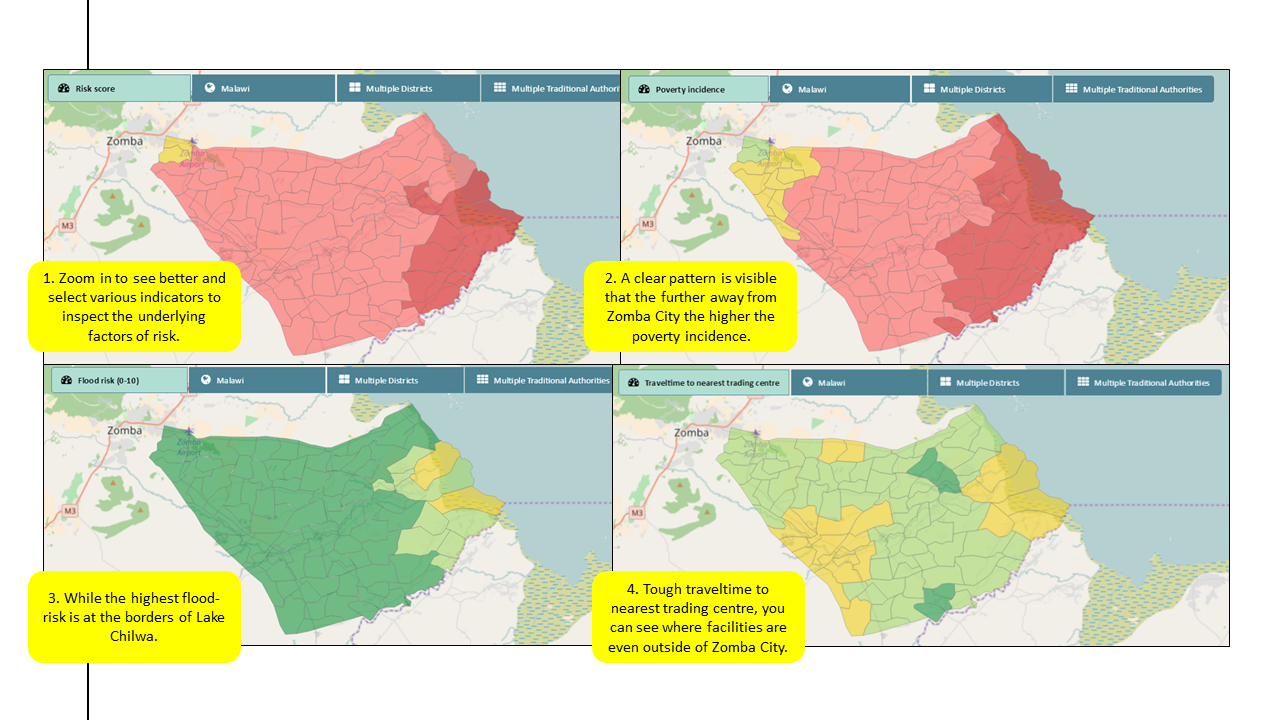 Risk score
Malawi
Multiple Districts
Multiple Traditional Authori
Zomba
Zomba
Airport
M3
1. Zoom in to see better and
select various indicators to
inspect the underlying
factors of risk.
Poverty incidence
Malawi
Multiple Districts
Multiple Traditional Authorities
Zomba
Zomba
Airport
M3
2. A clear pattern is visible
that the further away from
Zomba City the higher the
poverty incidence.
Flood risk (0-10)
Malawi
Multiple Districts
Multiple Traditional Authorities
Zomba
Zomba
Airport
M3
3. While the highest flood-
risk is at the borders of Lake
Chilwa.
Traveltime to nearest trading centre
Malawi
Multiple Districts
Multiple Traditional Authorities
Zomba
Zomba
Airport
M3
4. Tough traveltime to
nearest trading centre, you
can see where facilities are
even outside of Zomba City.